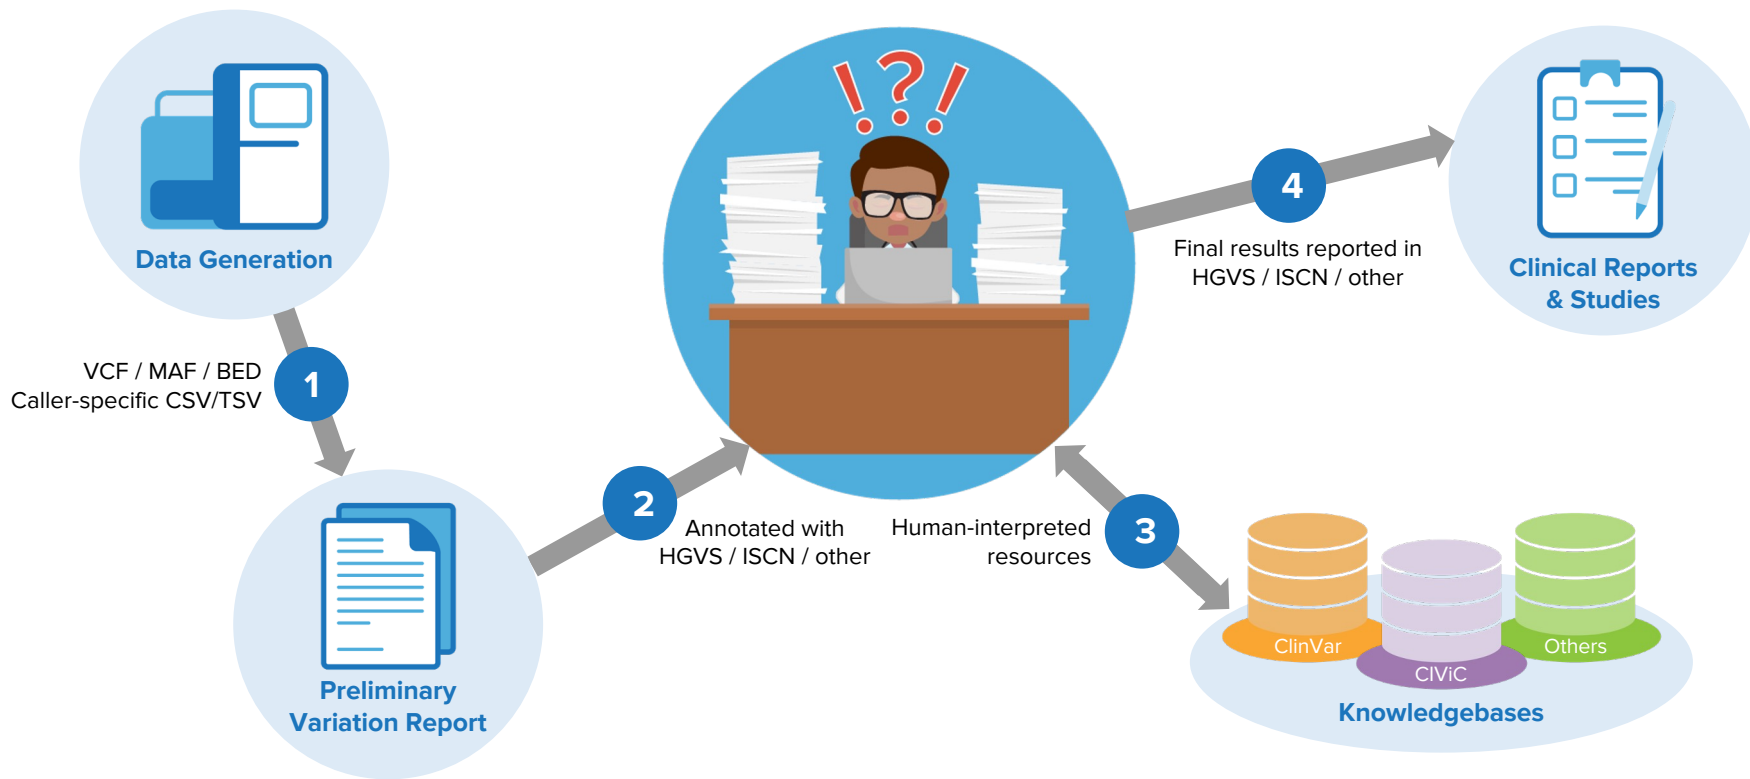 Data Generation
1
VCF / MAF / BED
Caller-specific CSV/TSV
Preliminary
Variation Report
2
Annotated with
HGVS / ISCN / other
!?!
Human-interpreted
resources
3
ClinVar
CIViC
Others
Knowledgebases
4
Final results reported in
HGVS / ISCN / other
Clinical Reports
& Studies